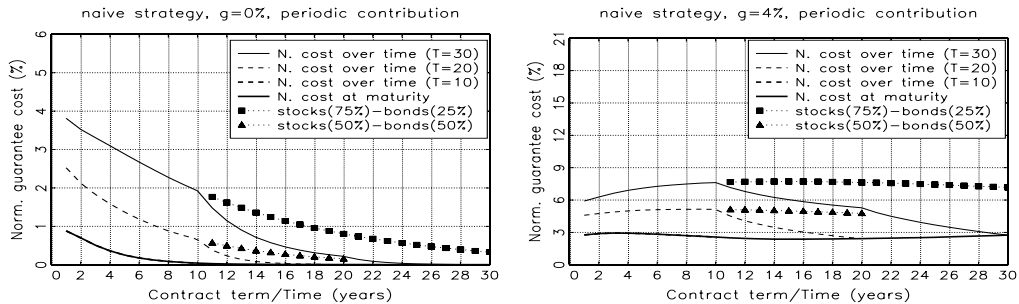 naive strategy, g=0%, periodic contribution
Norm. guarantee cost (%)
6
5
4
3
2
1
0
N. cost over time (T=30)
N. cost over time (T=20)
N. cost over time (T=10)
N. cost at maturity
stocks(75%)-bonds(25%)
stocks(50%)-bonds(50%)
0 2 4 6 8 10 12 14 16 18 20 22 24 26 28 30
Contract term/Time (years)
naive strategy, g=4%, periodic contribution
Norm. guarantee cost (%)
21
18
15
12
9
6
3
0
N. cost over time (T=30)
N. cost over time (T=20)
N. cost over time (T=10)
N. cost at maturity
stocks(75%)-bonds(25%)
stocks(50%)-bonds(50%)
0 2 4 6 8 10 12 14 16 18 20 22 24 26 28 30
Contract term/Time (years)